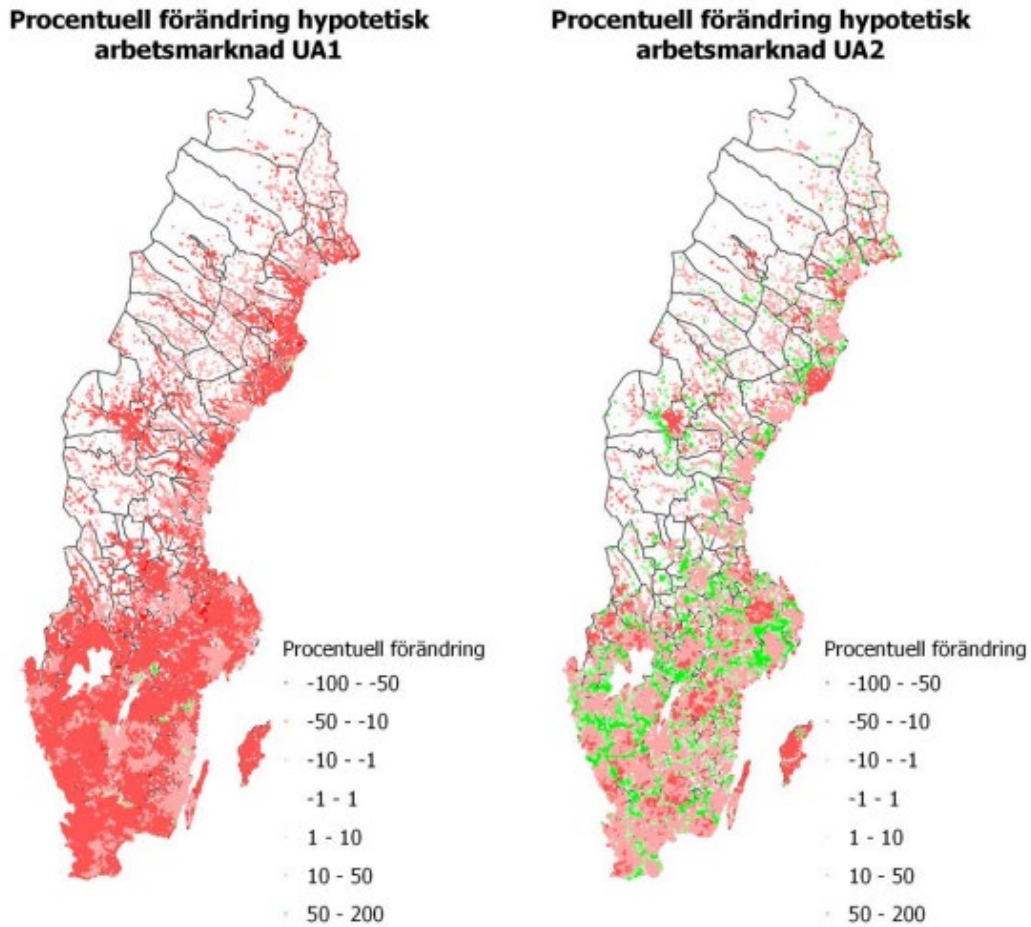 Procentuell förändring hypotetisk
arbetsmarknad UA1
Procentuell förändring
-100 - -50
-50 - -10
-10 - -1
-1 - 1
1 - 10
10 - 50
50 - 200
Procentuell förändring hypotetisk
arbetsmarknad UA2
Procentuell förändring
-100 - -50
-50 - -10
-10 - -1
-1 - 1
1 - 10
10 - 50
50 - 200